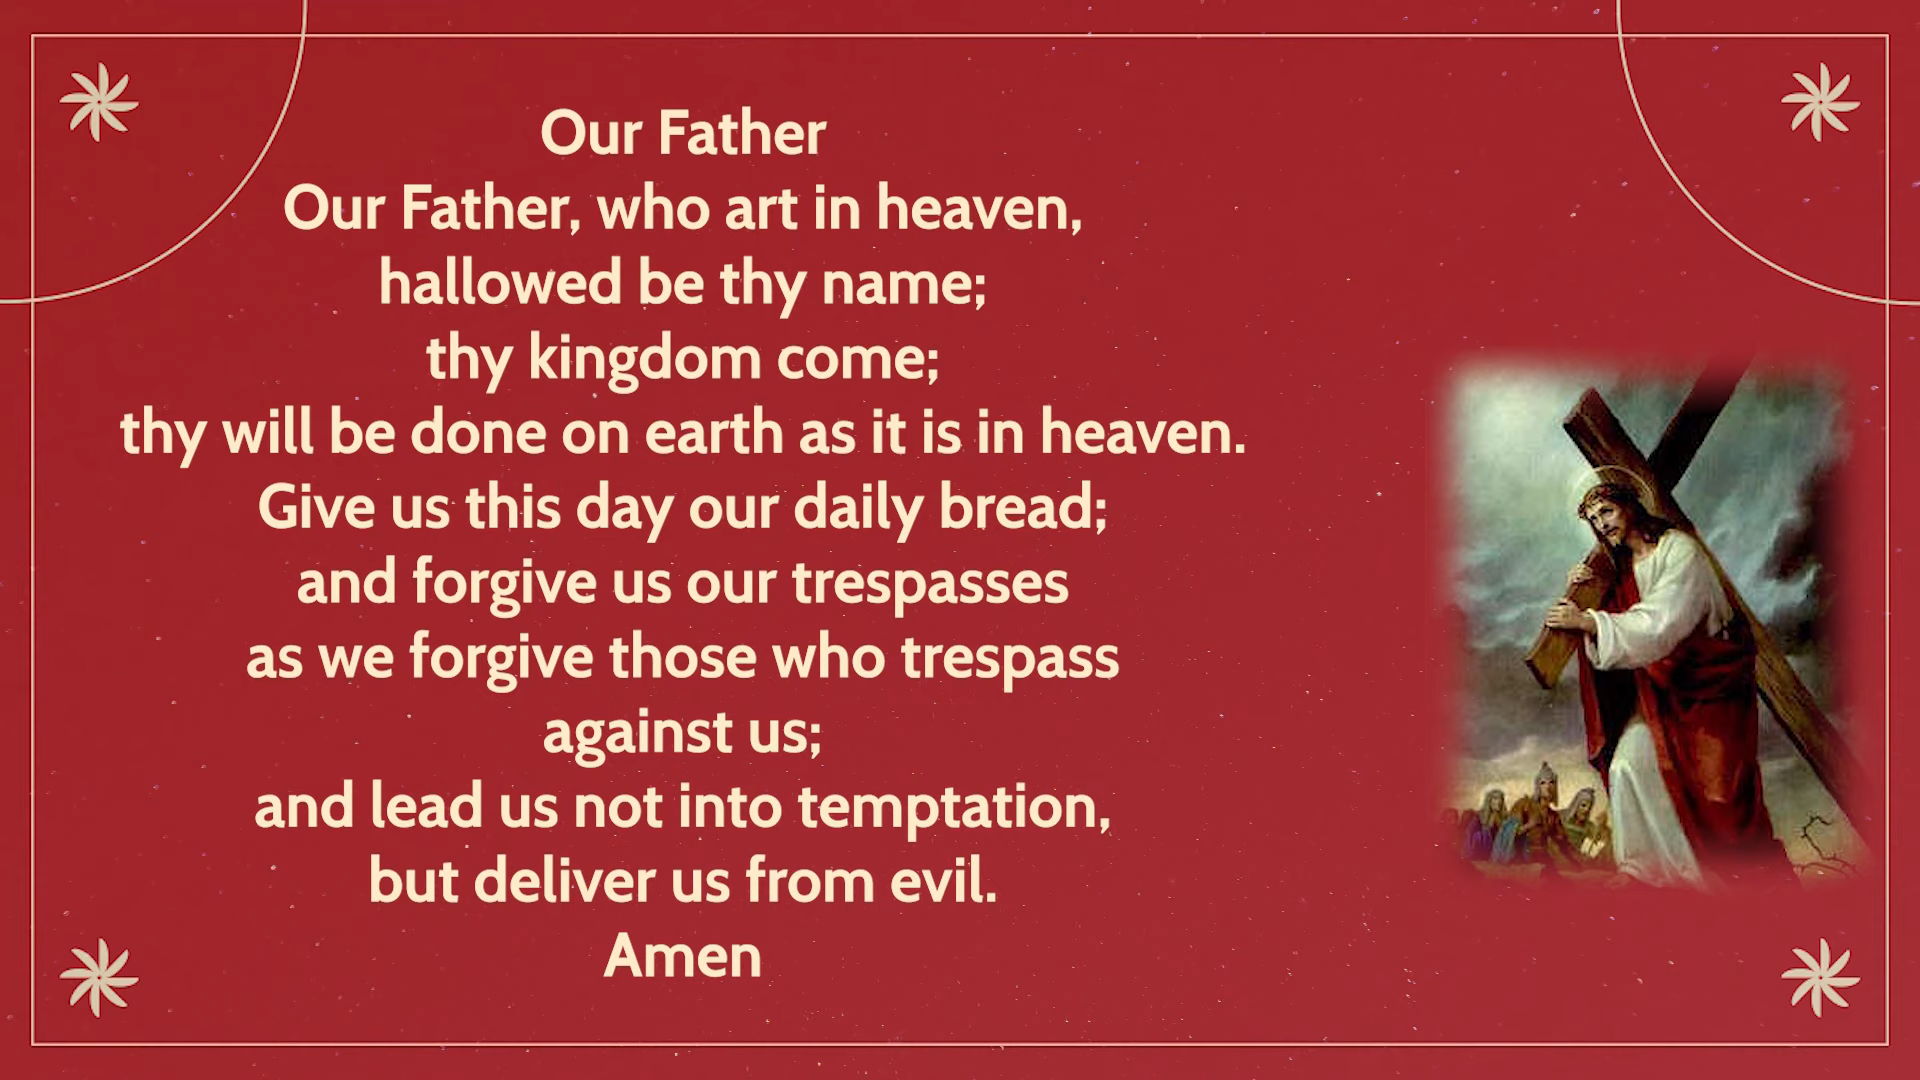 Our Father
Our Father, who art in heaven,
hallowed be thy name;
thy kingdom come;
thy will be done on earth as it is in heaven.
Give us this day our daily bread;
and forgive us our trespasses
as we forgive those who trespass
against us;
and lead us not into temptation,
but deliver us from evil.
Amen